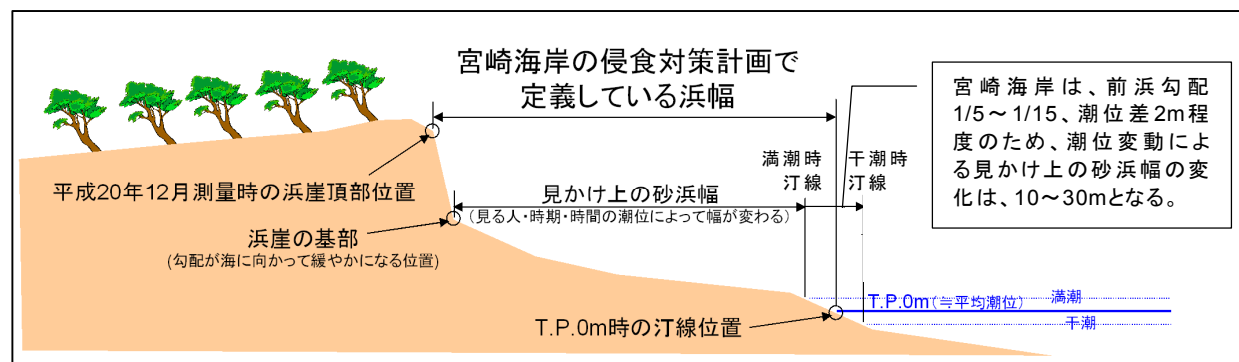 宮崎海岸の侵食対策計画で
定義している浜幅
宮崎海岸は、前浜勾配
1/5～1/15、潮位差2m程
度のため、潮位変動によ
る見かけ上の砂浜幅の変
化は、10～30mとなる。
満潮時
汀線
干潮時
汀線
平成20年12月測量時の浜崖頂部位置
見かけ上の砂浜幅
（見る人・時期・時間の潮位によって幅が変わる）
浜崖の基部
(勾配が海に向かって緩やかになる位置)
T.P.0m（≒平均潮位）
満潮
干潮
T.P.0m時の汀線位置